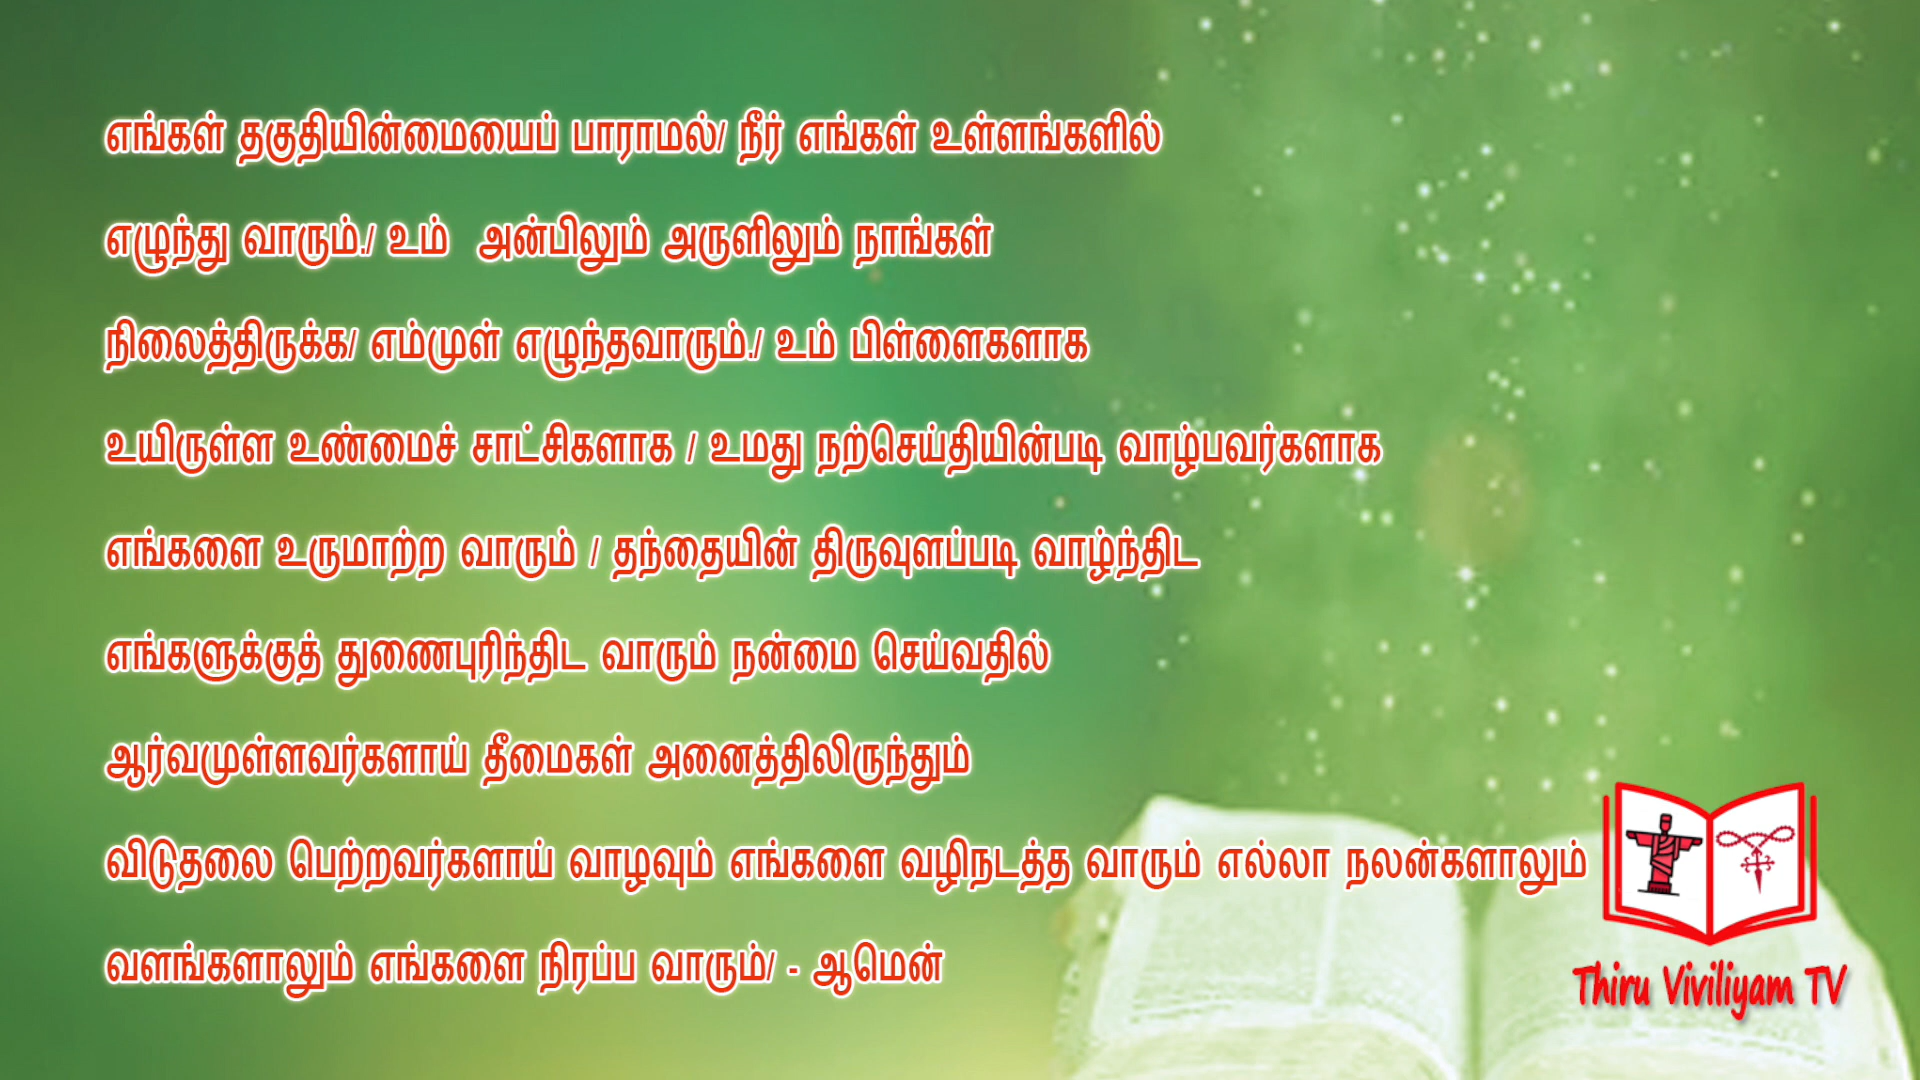 எங்கள் தகுதியின்மையைப் பாராமல்/ நீர் எங்கள் உள்ளங்களில்
எழுந்து வாரும்./ உம் அன்பிலும் அருளிலும் நாங்கள்
நிலைத்திருக்க/ எம்முள் எழுந்தவாரும்./ உம் பிள்ளைகளாக
உயிருள்ள உண்மைச் சாட்சிகளாக / உமது நற்செய்தியின்படி வாழ்பவர்களாக
எங்களை உருமாற்ற வாரும் / தந்தையின் திருவுளப்படி வாழ்ந்திட
எங்களுக்குத் துணைபுரிந்திட வாரும் நன்மை செய்வதில்
ஆர்வமுள்ளவர்களாய் தீமைகள் அனைத்திலிருந்தும்
விடுதலை பெற்றவர்களாய் வாழவும் எங்களை வழிநடத்த வாரும் எல்லா நலன்களாலும்
வளங்களாலும் எங்களை நிரப்ப வாரும்/ - ஆமென்
Thiru Viviliyam TV